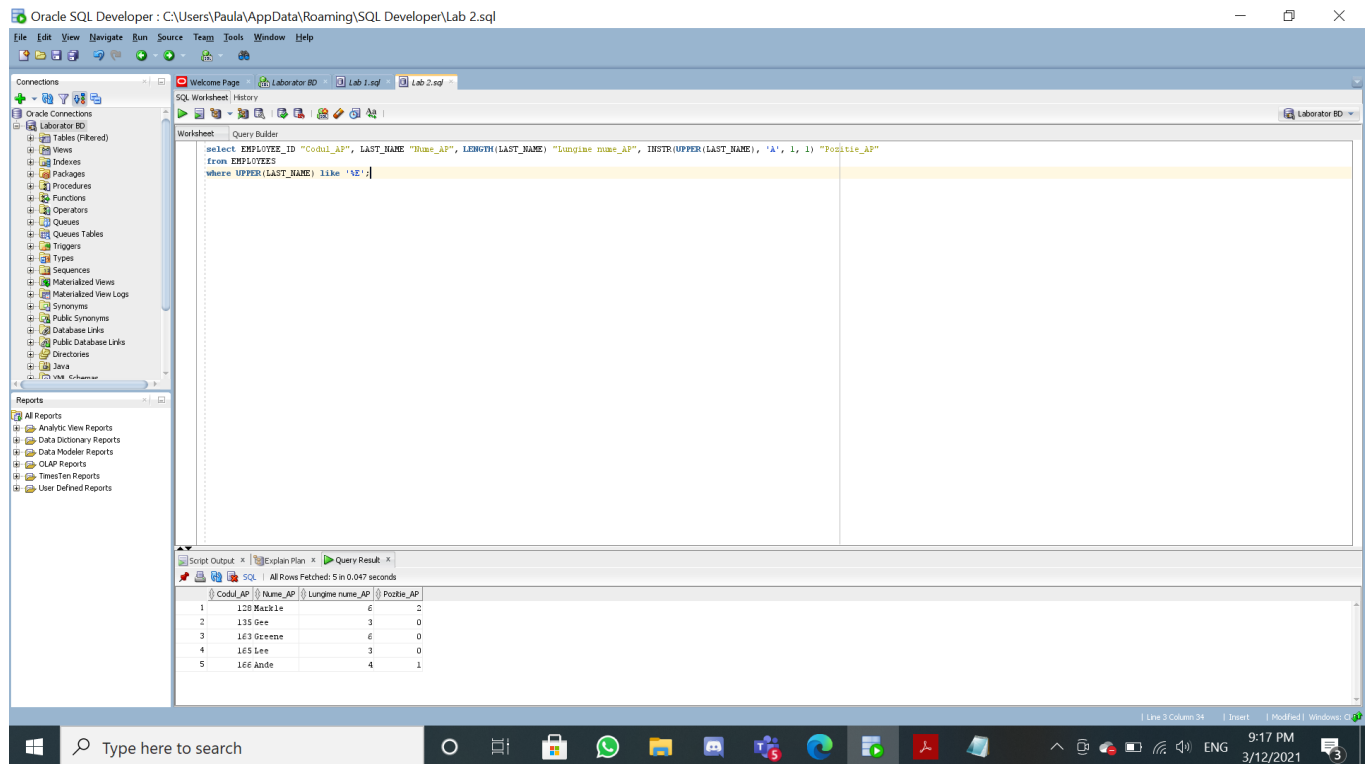 Oracle SQL Developer : C:\Users\Paula\AppData\Roaming\SQL Developer\Lab 2.sql
File Edit View Navigate Run Source Team Tools Window Help
Connections
Oracle Connections
Laborator BD
Tables (Filtered)
Views
Indexes
Packages
Procedures
Functions
Operators
Queues
Queues Tables
Triggers
Types
Sequences
Materialized Views
Materialized View Logs
Synonyms
Public Synonyms
Database Links
Public Database Links
Directories
Java
XML Schemas
Reports
All Reports
Analytic View Reports
Data Dictionary Reports
Data Modeler Reports
OLAP Reports
TimesTen Reports
User Defined Reports
Welcome Page Laborator BD Lab 1.sql Lab 2.sql
SQL Worksheet History
Laborator BD
Worksheet Query Builder
select EMPLOYEE_ID "Codul_AP", LAST_NAME "Nume_AP", LENGTH(LAST_NAME) "Lungime nume_AP", INSTR(UPPER(LAST_NAME), 'A', 1, 1) "Pozitie_AP"
from EMPLOYEES
where UPPER(LAST_NAME) like '%E';
Script Output Explain Plan Query Result
SQL | All Rows Fetched: 5 in 0.047 seconds
Codul_AP Nume_AP Lungime nume_AP Pozitie_AP
1 128 Markle 6 2
2 135 Gee 3 0
3 163 Greene 6 0
4 165 Lee 3 0
5 166 Ande 4 1
| Line 3 Column 34 | Insert | Modified | Windows: C
Type here to search
5
ENG
9:17 PM
3/12/2021
3